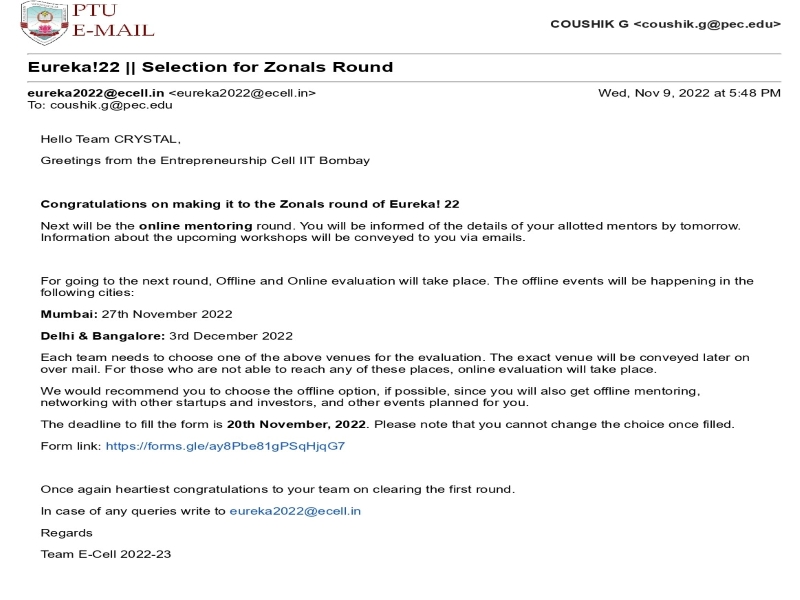 PTU
E-MAIL
COUSHIK G <coushik.g@pec.edu>
Eureka!22 || Selection for Zonals Round
eureka2022@ecell.in <eureka2022@ecell.in>
Wed, Nov 9, 2022 at 5:48 PM
To: coushik.g@pec.edu
Hello Team CRYSTAL,
Greetings from the Entrepreneurship Cell IIT Bombay
Congratulations on making it to the Zonals round of Eureka! 22
Next will be the online mentoring round. You will be informed of the details of your allotted mentors by tomorrow.
Information about the upcoming workshops will be conveyed to you via emails.
For going to the next round, Offline and Online evaluation will take place. The offline events will be happening in the
following cities:
Mumbai: 27th November 2022
Delhi & Bangalore: 3rd December 2022
Each team needs to choose one of the above venues for the evaluation. The exact venue will be conveyed later on
over mail. For those who are not able to reach any of these places, online evaluation will take place.
We would recommend you to choose the offline option, if possible, since you will also get offline mentoring,
networking with other startups and investors, and other events planned for you.
The deadline to fill the form is 20th November, 2022. Please note that you cannot change the choice once filled.
Form link: https://forms.gle/ay8Pbe81gPSqHjqG7
Once again heartiest congratulations to your team on clearing the first round.
In case of any queries write to eureka2022@ecell.in
Regards
Team E-Cell 2022-23